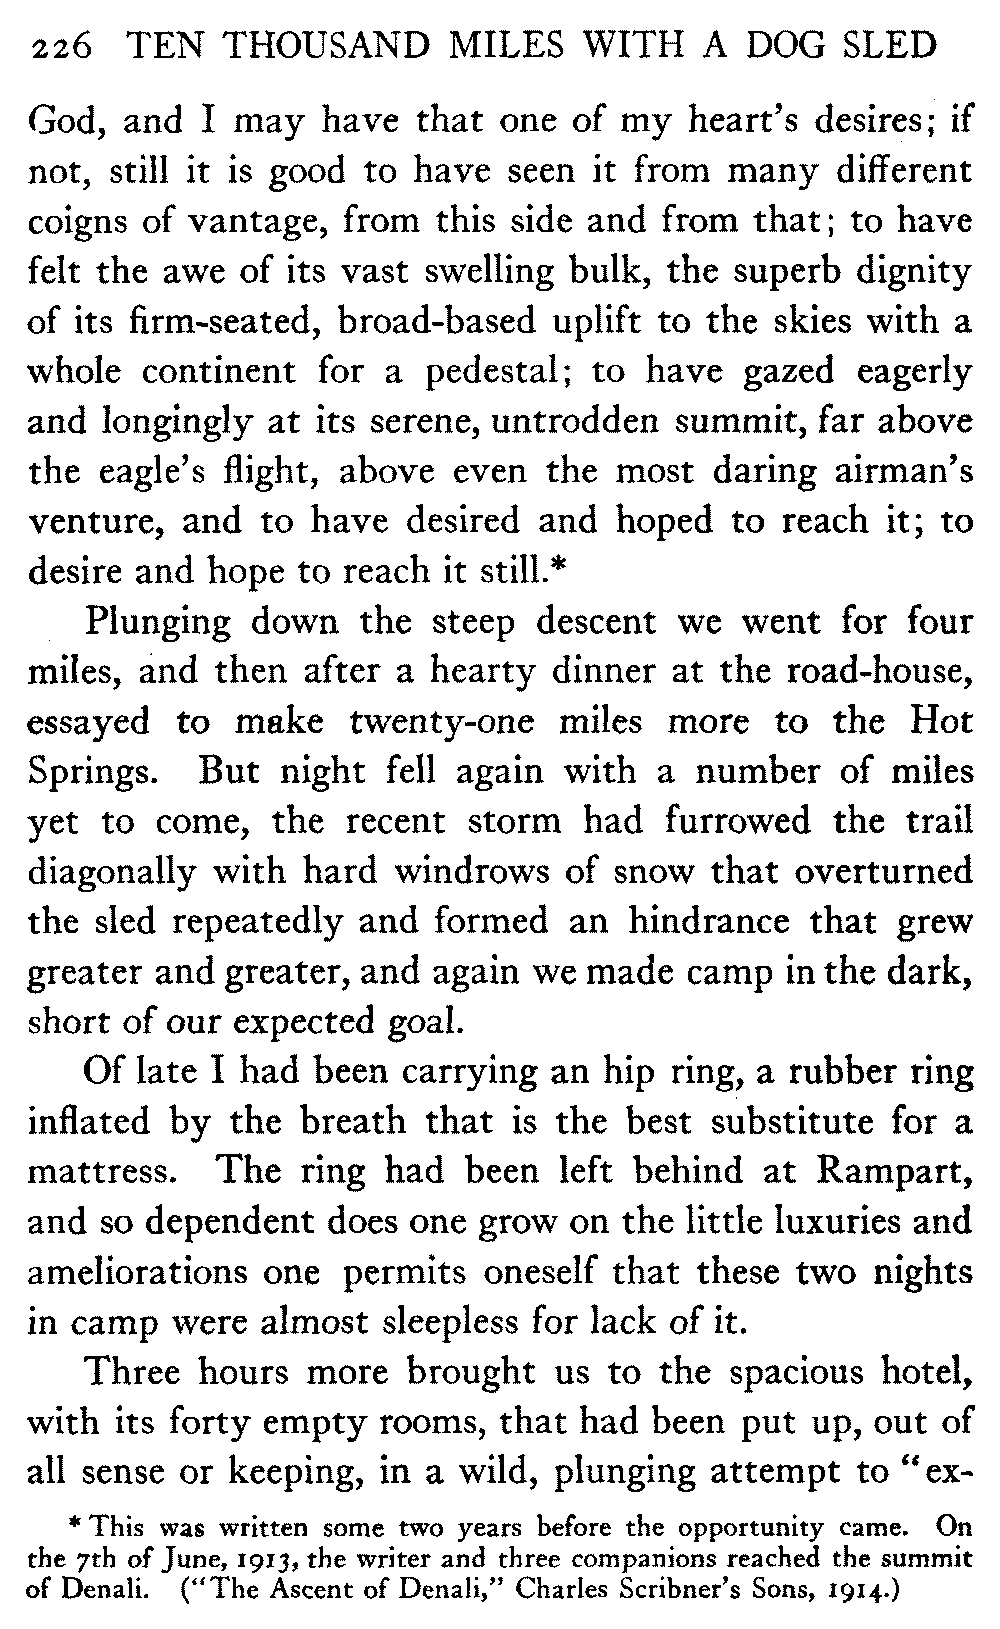 226 TEN THOUSAND MILES WITH A DOG SLED
God, and I may have that one of my heart's desires; if
not, still it is good to have seen it from many different
coigns of vantage, from this side and from that; to have
felt the awe of its vast swelling bulk, the superb dignity
of its firm-seated, broad-based uplift to the skies with a
whole continent for a pedestal; to have gazed eagerly
and longingly at its serene, untrodden summit, far above
the eagle's flight, above even the most daring airman's
venture, and to have desired and hoped to reach it; to
desire and hope to reach it still.*
Plunging down the steep descent we went for four
miles, and then after a hearty dinner at the road-house,
essayed to make twenty-one miles more to the Hot
Springs. But night fell again with a number of miles
yet to come, the recent storm had furrowed the trail
diagonally with hard windrows of snow that overturned
the sled repeatedly and formed an hindrance that grew
greater and greater, and again we made camp in the dark,
short of our expected goal.
Of late I had been carrying an hip ring, a rubber ring
inflated by the breath that is the best substitute for a
mattress. The ring had been left behind at Rampart,
and so dependent does one grow on the little luxuries and
ameliorations one permits oneself that these two nights
in camp were almost sleepless for lack of it.
Three hours more brought us to the spacious hotel,
with its forty empty rooms, that had been put up, out of
all sense or keeping, in a wild, plunging attempt to "ex-
* This was written some two years before the opportunity came. On
the 7th of June, 1913, the writer and three companions reached the summit
of Denali. ("The Ascent of Denali," Charles Scribner's Sons, 1914.)